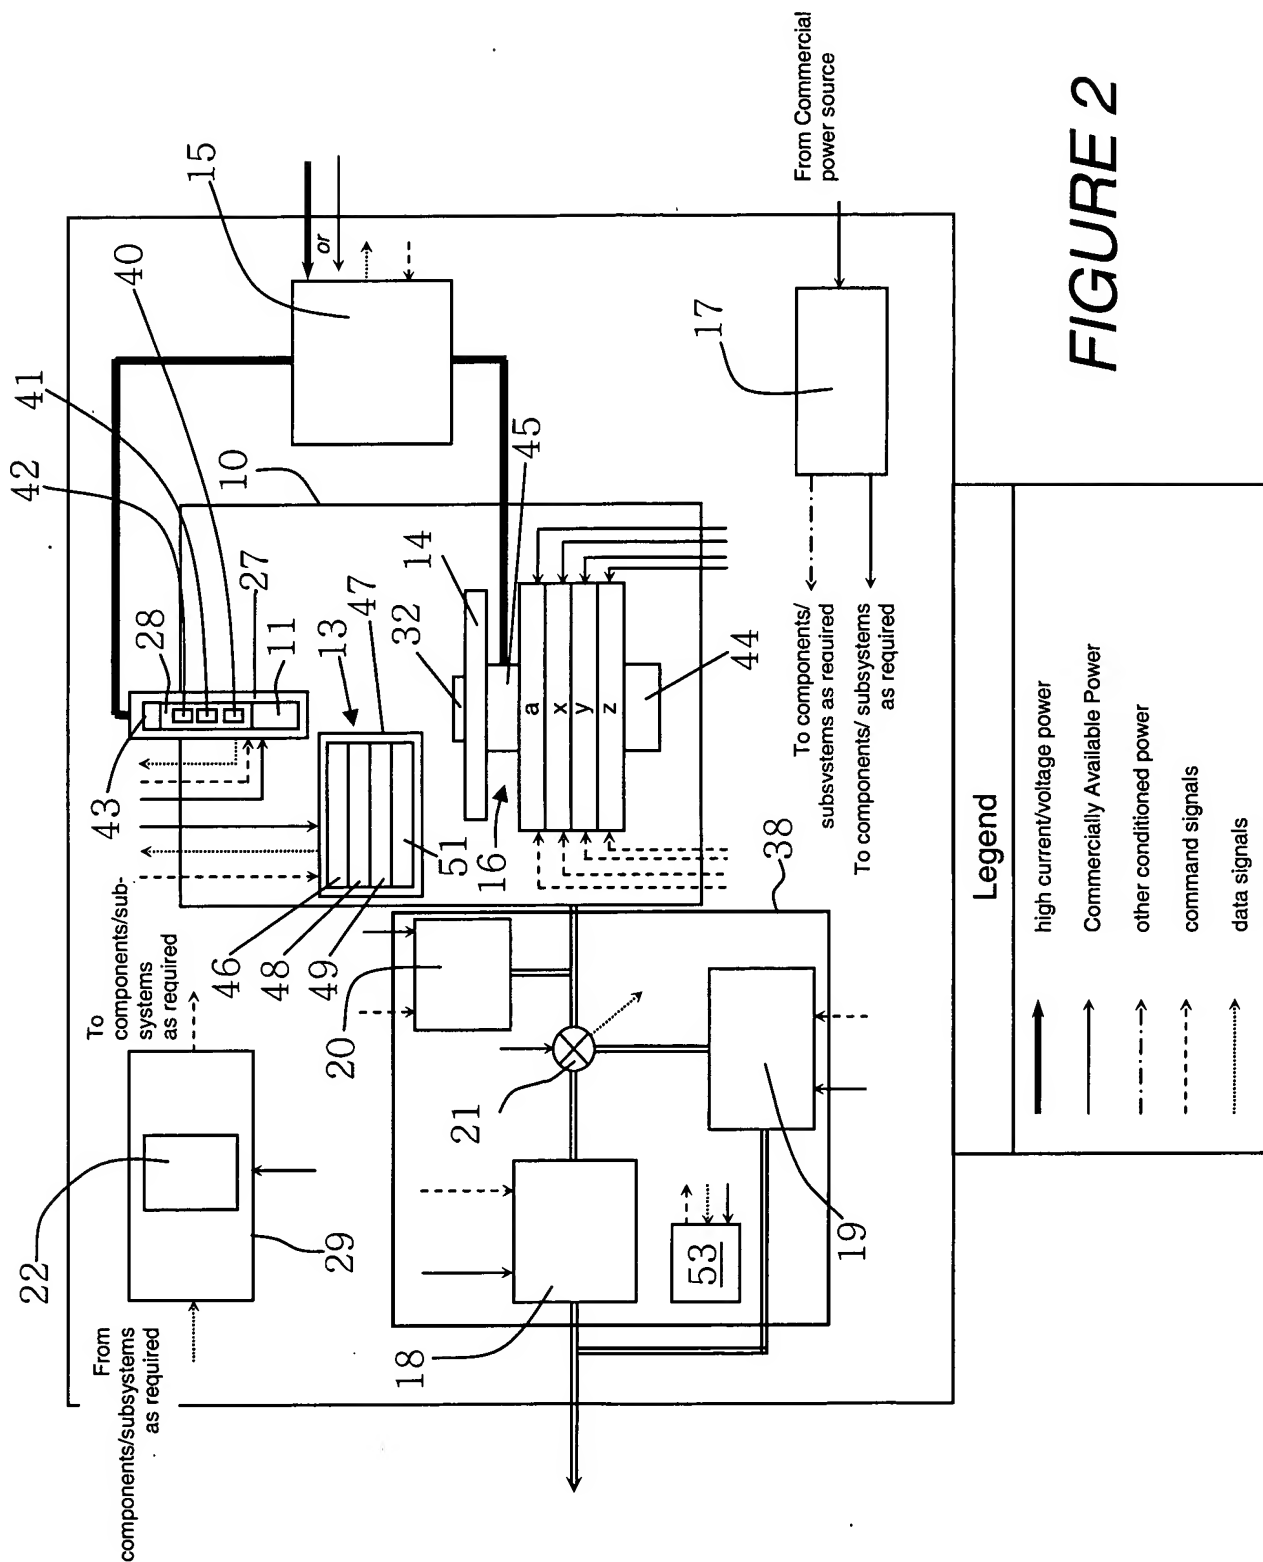 22
42
41
From
components/subsystems
as required
To
components/sub-
systems
as required
43
40
28
15
46
10
27
48
11
29
13
or
49
20
47
18
32
14
51
21
16
45
a
x
y
z
53
44
17
38
19
From Commercial
power source
To components/
subsystems as required
To components/ subsystems
as required
Legend
high current/voltage power
Commercially Available Power
other conditioned power
command signals
data signals
FIGURE 2